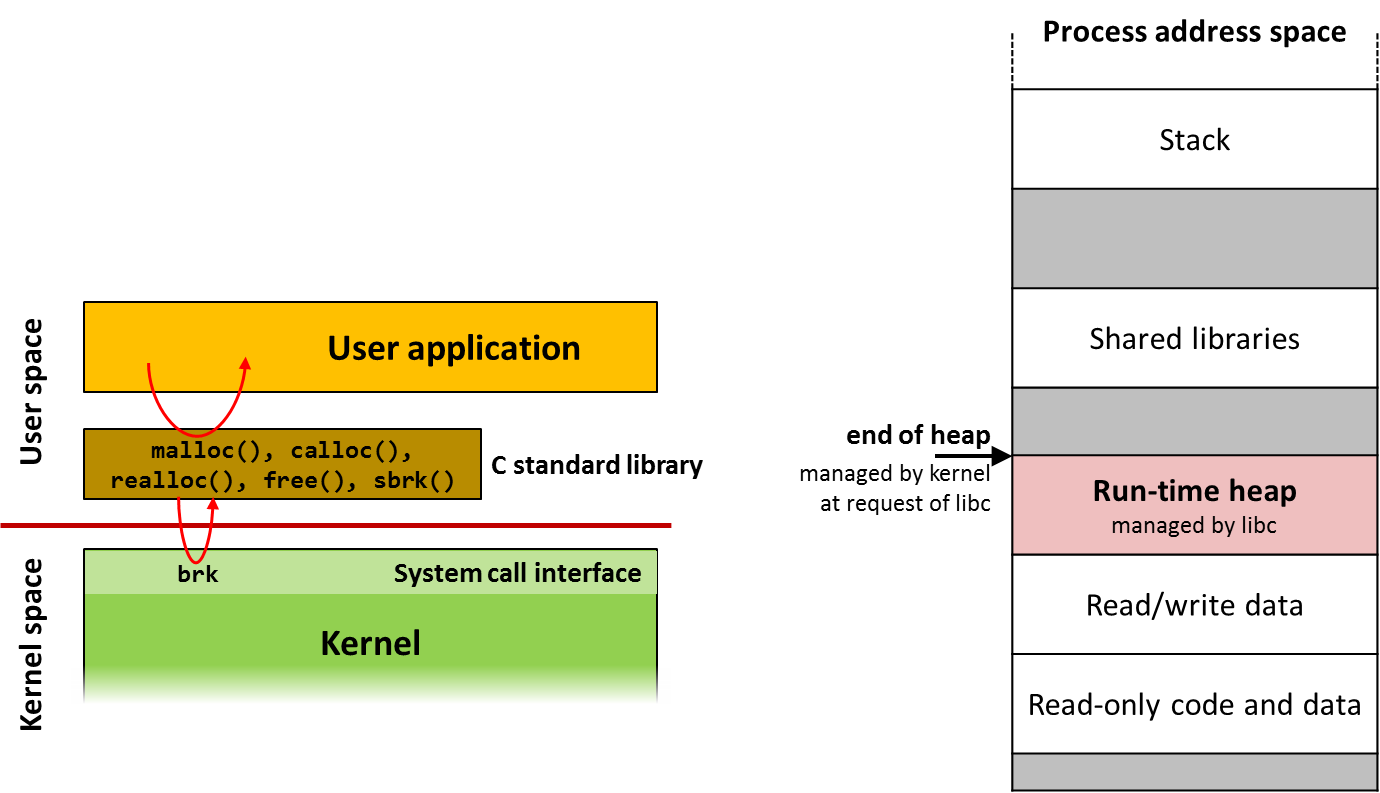 User space
User application
malloc(), calloc(),
realloc(), free(), sbrk()
C standard library
Kernel space
brk
System call interface
Kernel
Process address space
Stack
Shared libraries
end of heap
managed by kernel
at request of libc
Run-time heap
managed by libc
Read/write data
Read-only code and data